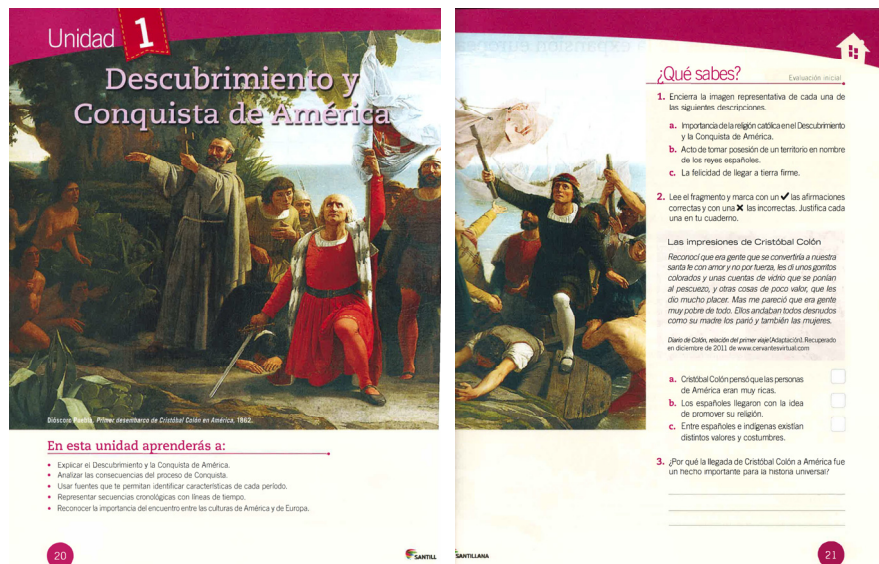 Unidad 1
Descubrimiento y
Conquista de América
Dióscoro Puebla, Primer desembarco de Cristóbal Colón en América, 1862.
En esta unidad aprenderás a:
• Explicar el Descubrimiento y la Conquista de América.
• Analizar las consecuencias del proceso de Conquista.
• Usar fuentes que te permitan identificar características de cada período.
• Representar secuencias cronológicas con líneas de tiempo.
• Reconocer la importancia del encuentro entre las culturas de América y de Europa.
20
SANTILL
¿Qué sabes?
Evaluación inicial
1. Encierra la imagen representativa de cada una de
las siguientes descripciones.
a. Importancia de la religión católica en el Descubrimiento
y la Conquista de América.
b. Acto de tomar posesión de un territorio en nombre
de los reyes españoles.
c. La felicidad de llegar a tierra firme.
2. Lee el fragmento y marca con un ✔ las afirmaciones
correctas y con una ✘ las incorrectas. Justifica cada
una en tu cuaderno.
Las impresiones de Cristóbal Colón
Reconocí que era gente que se convertiría a nuestra
santa fe con amor y no por fuerza, les di unos gorritos
colorados y unas cuentas de vidrio que se ponían
al pescuezo, y otras cosas de poco valor, que les
dio mucho placer. Mas me pareció que era gente
muy pobre de todo. Ellos andaban todos desnudos
como su madre los parió y también las mujeres.
Diario de Colón, relación del primer viaje (Adaptación). Recuperado
en diciembre de 2011 de www.cervantesvirtual.com
a. Cristóbal Colón pensó que las personas
de América eran muy ricas.
b. Los españoles llegaron con la idea
de promover su religión.
c. Entre españoles e indígenas existían
distintos valores y costumbres.
3. ¿Por qué la llegada de Cristóbal Colón a América fue
un hecho importante para la historia universal?
SANTILLANA
21